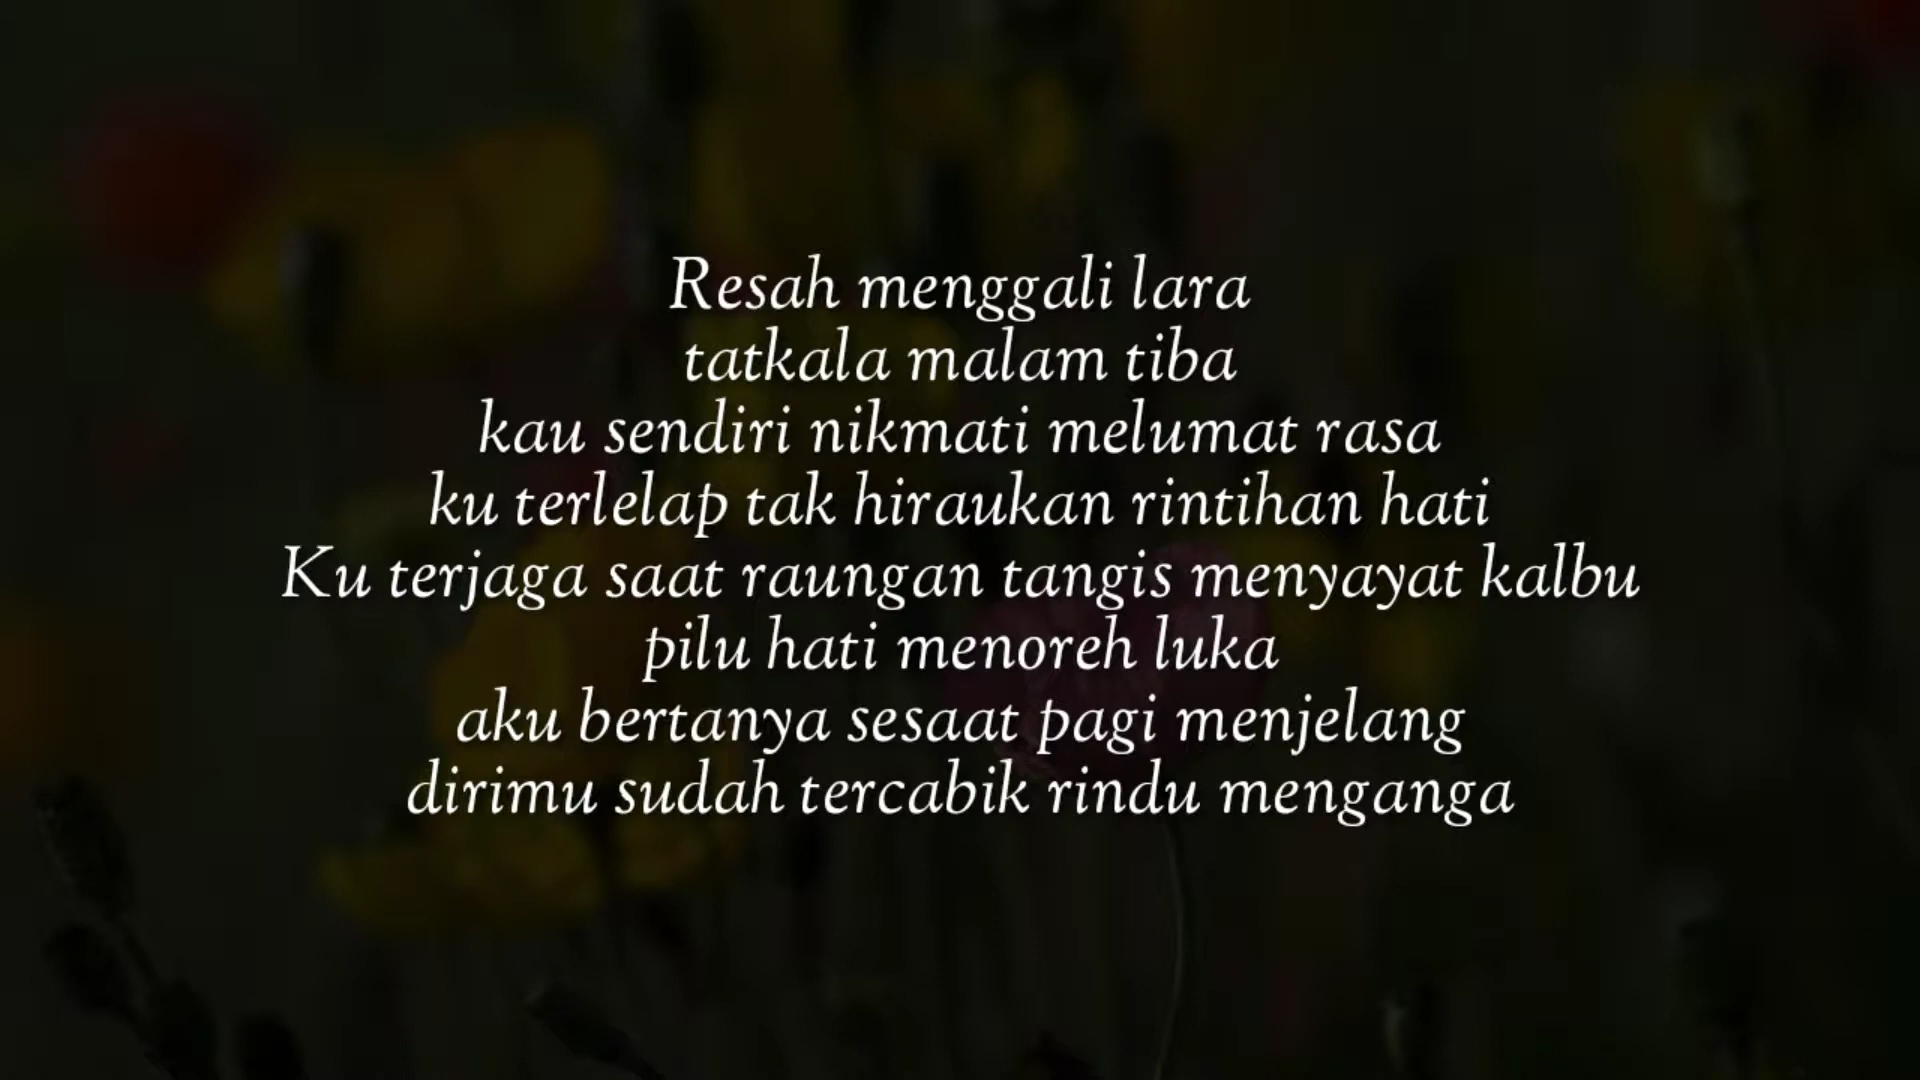 Resah menggali lara
tatkala malam tiba
kau sendiri nikmati melumat rasa
ku terlelap tak hiraukan rintihan hati
Ku terjaga saat raungan tangis menyayat kalbu
pilu hati menoreh luka
aku bertanya sesaat pagi menjelang
dirimu sudah tercabik rindu menganga